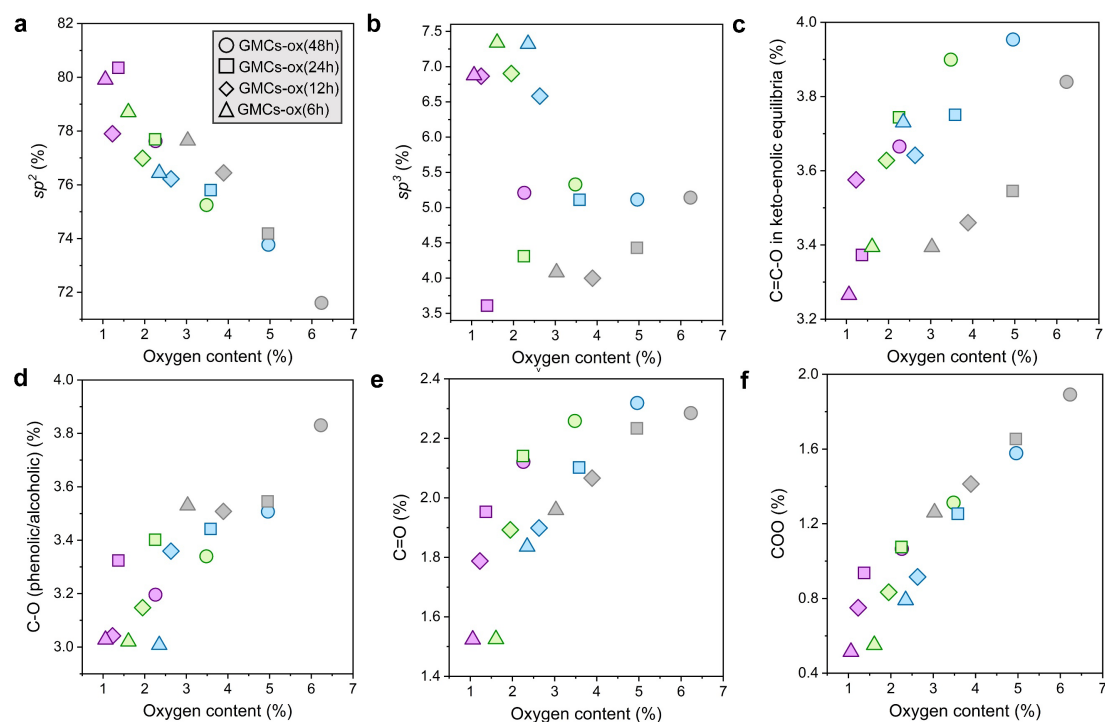 a
82
80
78
76
74
72
sp² (%)
1 2 3 4 5 6 7
Oxygen content (%)
GMCs-ox(48h)
GMCs-ox(24h)
GMCs-ox(12h)
GMCs-ox(6h)
b
7.5
7.0
6.5
6.0
5.5
5.0
4.5
4.0
3.5
sp³ (%)
1 2 3 4 5 6 7
Oxygen content (%)
c
4.0
3.8
3.6
3.4
3.2
C=C-O in keto-enolic equilibria (%)
1 2 3 4 5 6 7
Oxygen content (%)
d
4.0
3.8
3.6
3.4
3.2
3.0
C-O (phenolic/alcoholic) (%)
1 2 3 4 5 6 7
Oxygen content (%)
e
v
2.4
2.2
2.0
1.8
1.6
1.4
C=O (%)
1 2 3 4 5 6 7
Oxygen content (%)
f
2.0
1.6
1.2
0.8
0.4
COO (%)
1 2 3 4 5 6 7
Oxygen content (%)